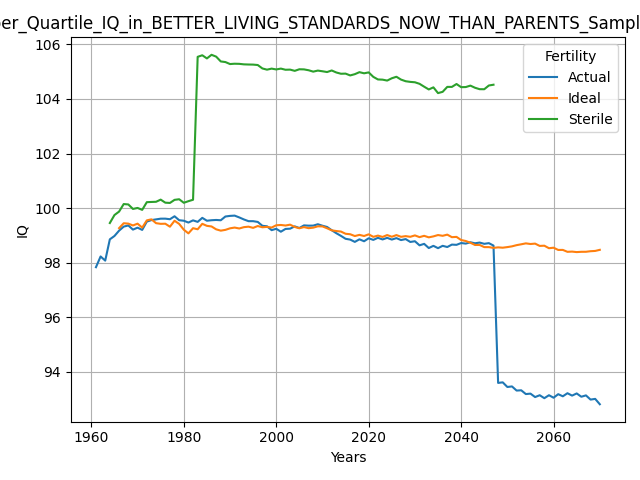 per_Quartile_IQ_in_BETTER_LIVING_STANDARDS_NOW_THAN_PARENTS_Sampl
Fertility
Actual
Ideal
Sterile
IQ
106
104
102
100
98
96
94
1960 1980 2000 2020 2040 2060
Years